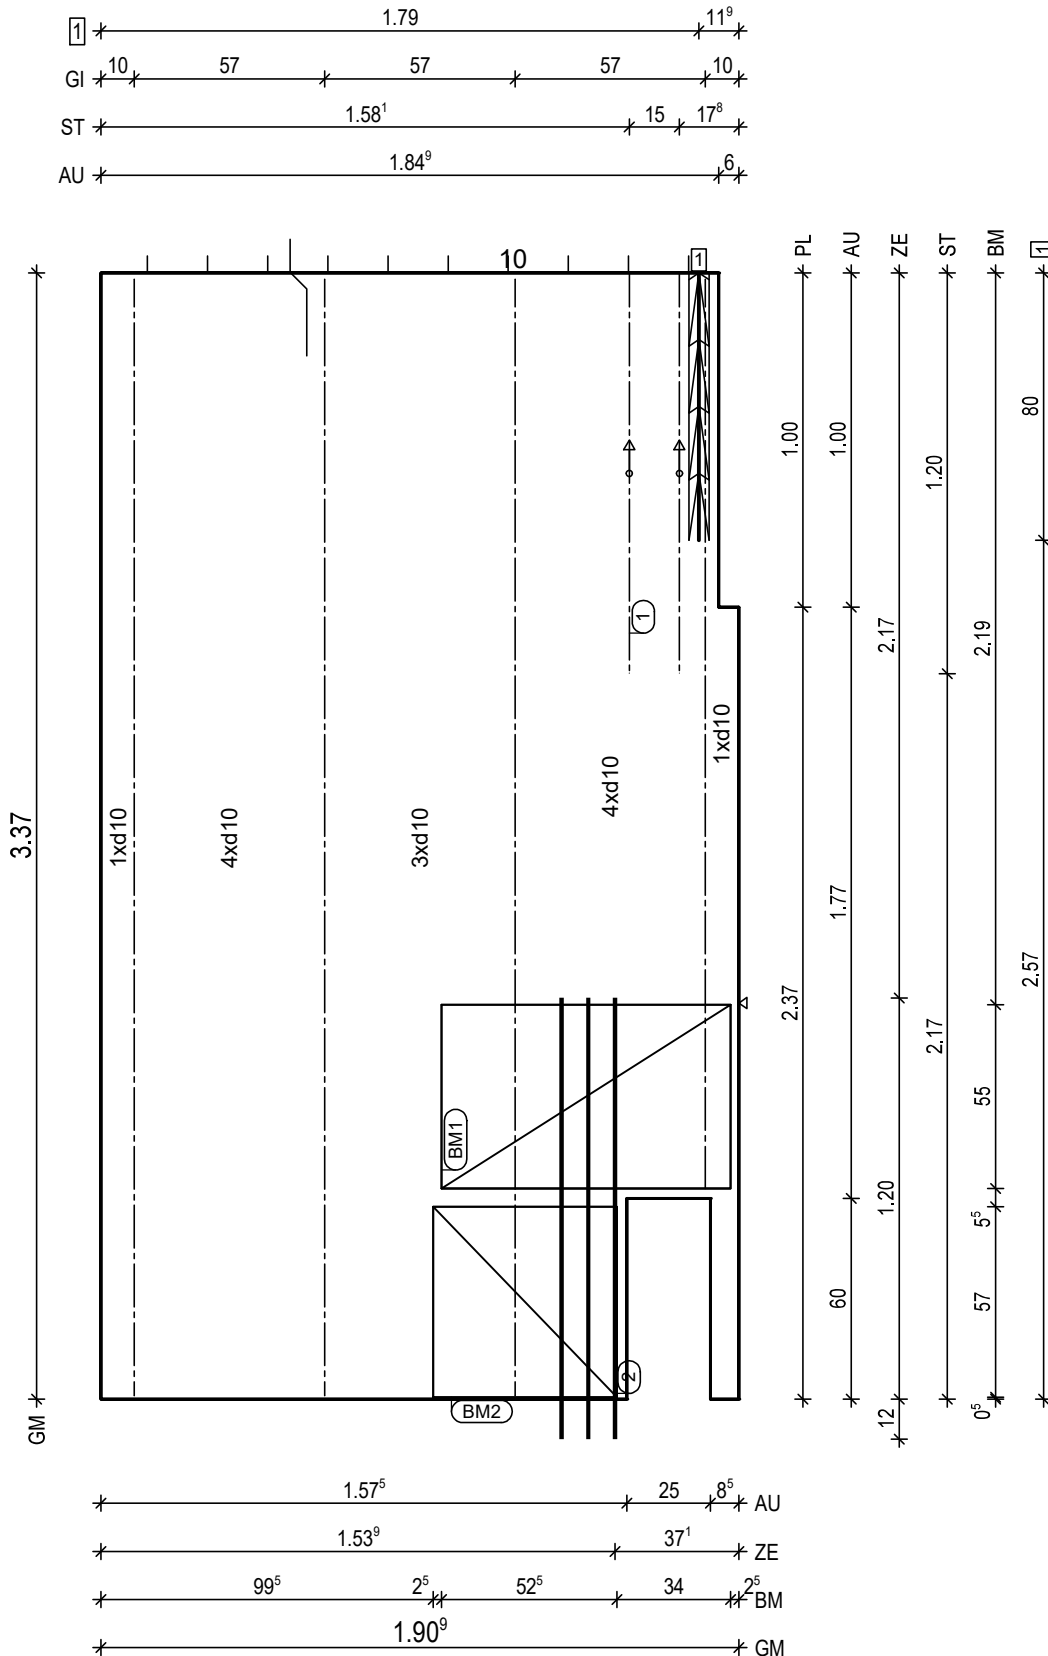 1 1.79 11⁹
GI 10 57 57 57 10
ST 1.58¹ 15 17⁸
AU 1.84⁹ 6
PL AU ZE ST BM 1
10
1
1.00
1.00
80
1.20
1
2.17
2.19
1xd10
4xd10
1xd10
4xd10
3xd10
3.37
1.77
2.37
2.57
2.17
55
BM1
1.20
5⁵
60
57
2
BM2
12
0⁵
GM
1.57⁵ 25 8⁵ AU
1.53⁹ 37¹ ZE
99⁵ 2⁵ 52⁵ 34 2⁵ BM
1.90⁹ GM